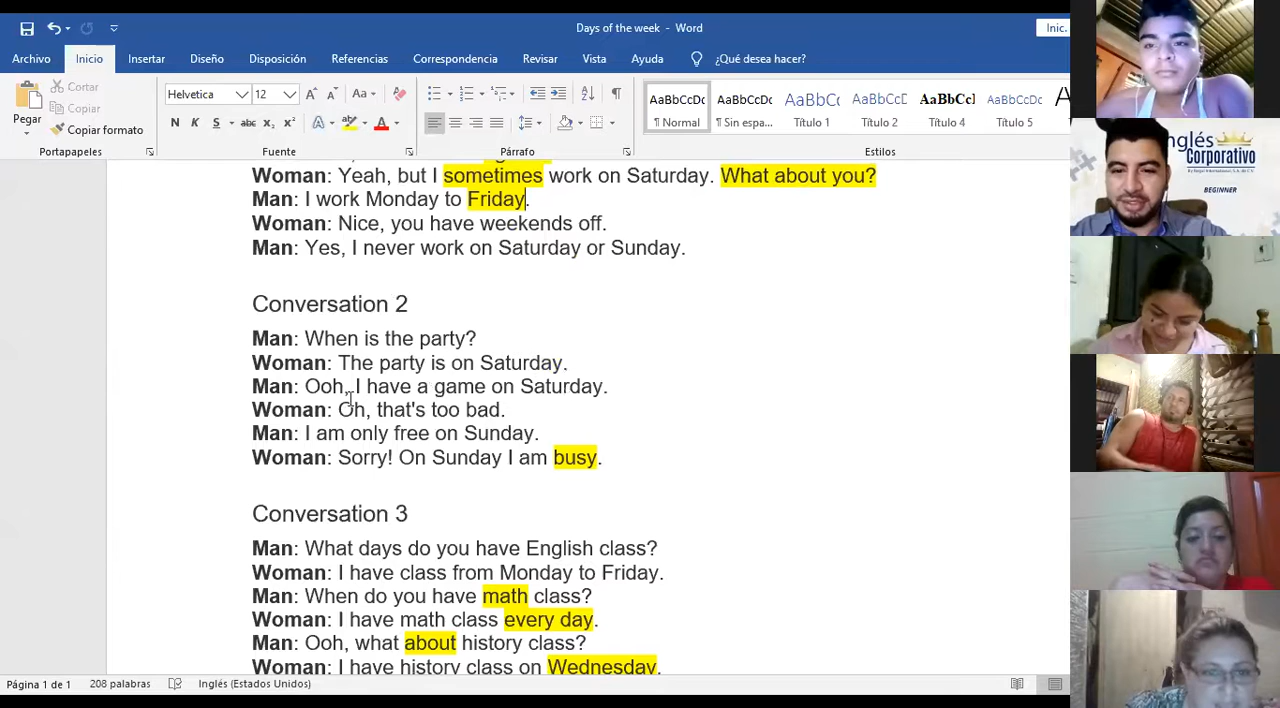 Days of the week - Word
Inic.
Archivo Inicio Insertar Diseño Disposición Referencias Correspondencia Revisar Vista Ayuda ¿Qué desea hacer?
Pegar
Cortar
Copiar
Copiar formato
Helvetica 12
Aa
N K S abc x₂ x²
AaBbCcDc AaBbCcDc AaBbC AaBbCcD AaBbCcI AaBbCcDc
¶ Normal ¶ Sin espa... Título 1 Título 2 Título 4 Título 5
Portapapeles Fuente Párrafo Estilos
Woman: Yeah, but I sometimes work on Saturday. What about you?
Man: I work Monday to Friday.
Woman: Nice, you have weekends off.
Man: Yes, I never work on Saturday or Sunday.
Conversation 2
Man: When is the party?
Woman: The party is on Saturday.
Man: Ooh, I have a game on Saturday.
Woman: Oh, that's too bad.
Man: I am only free on Sunday.
Woman: Sorry! On Sunday I am busy.
Conversation 3
Man: What days do you have English class?
Woman: I have class from Monday to Friday.
Man: When do you have math class?
Woman: I have math class every day.
Man: Ooh, what about history class?
Woman: I have history class on Wednesday.
Página 1 de 1 208 palabras Inglés (Estados Unidos)
Inglés
Corporativo
BEGINNER